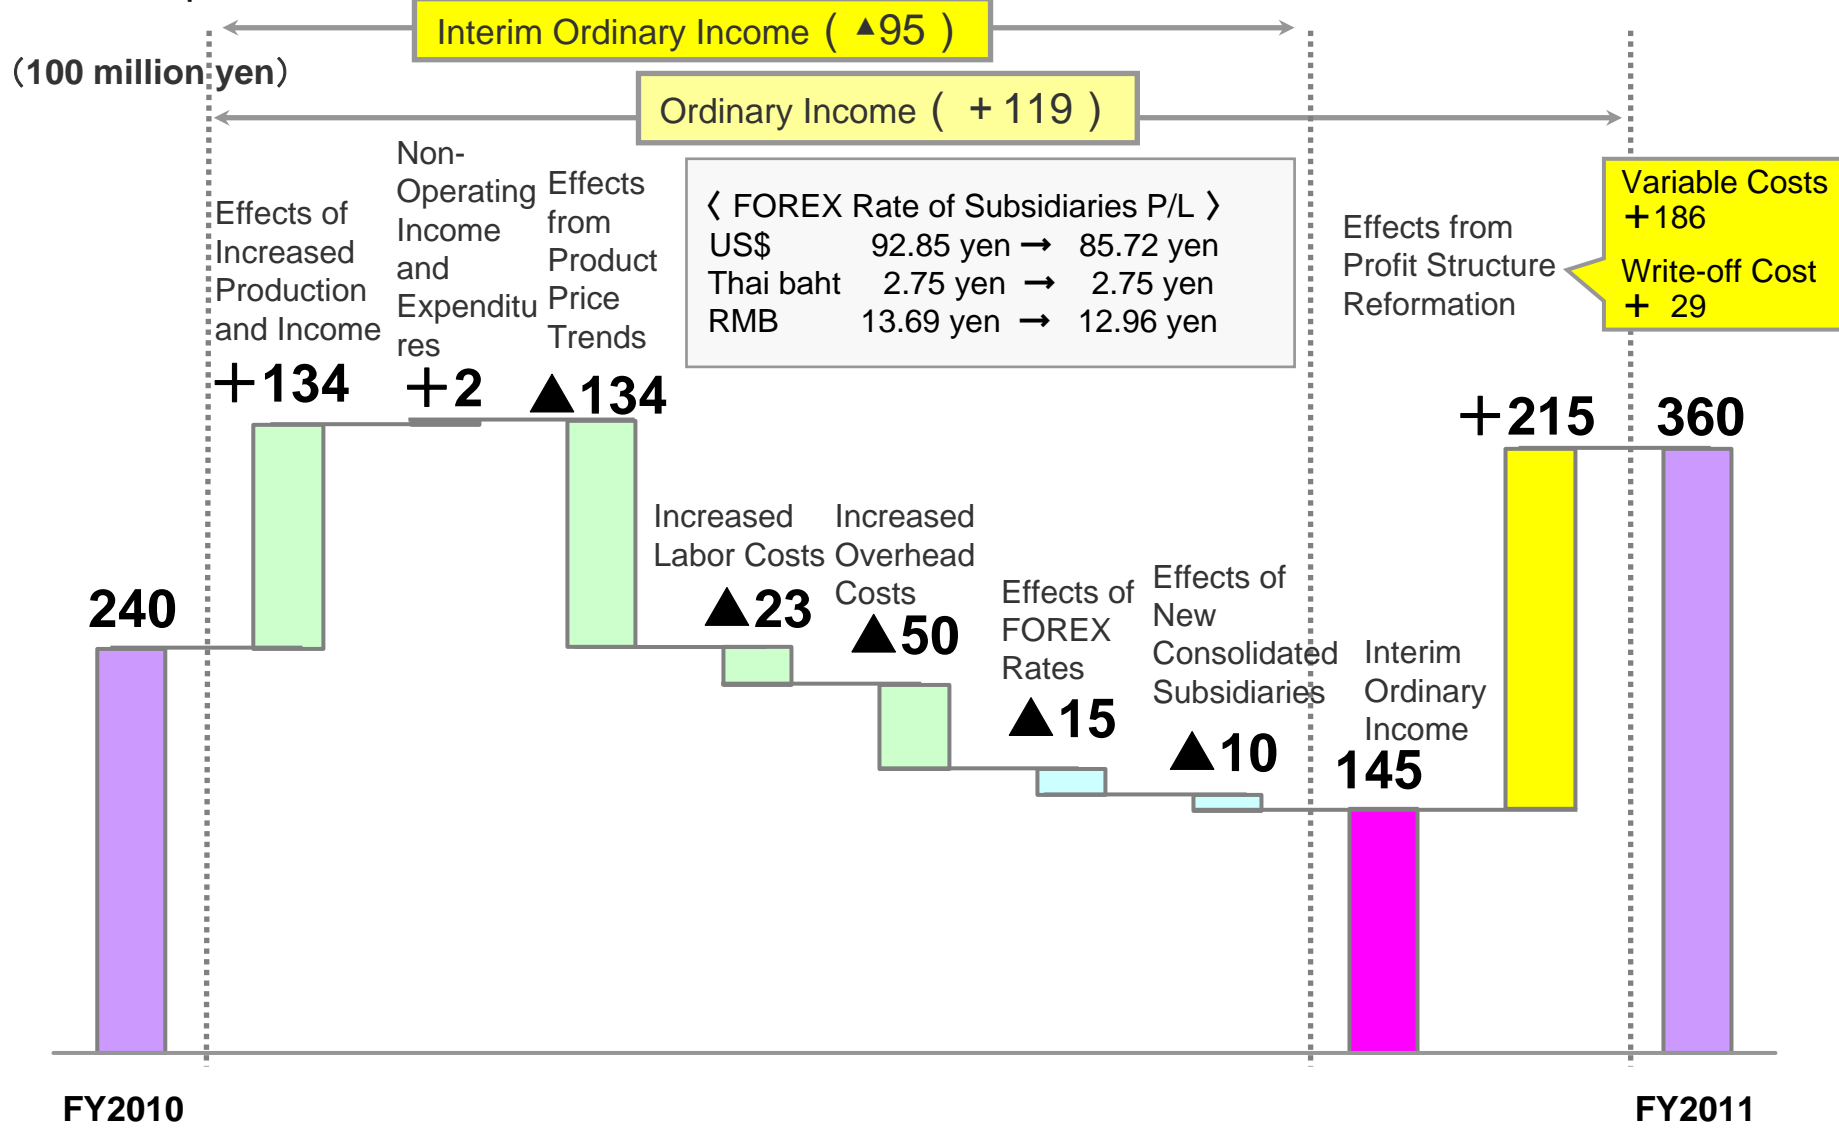 Interim Ordinary Income ( ▲95 )
（100 million yen）
Ordinary Income ( ＋119 )
Effects of
Increased
Production
and Income
＋134
Non-
Operating
Income
and
Expenditu
res
＋2
Effects
from
Product
Price
Trends
▲134
〈 FOREX Rate of Subsidiaries P/L 〉
US$ 92.85 yen → 85.72 yen
Thai baht 2.75 yen → 2.75 yen
RMB 13.69 yen → 12.96 yen
Effects from
Profit Structure
Reformation
Variable Costs
＋186
Write-off Cost
＋ 29
＋215
360
240
Increased
Labor Costs
▲23
Increased
Overhead
Costs
▲50
Effects of
FOREX
Rates
▲15
Effects of
New
Consolidated
Subsidiaries
▲10
Interim
Ordinary
Income
145
FY2010
FY2011